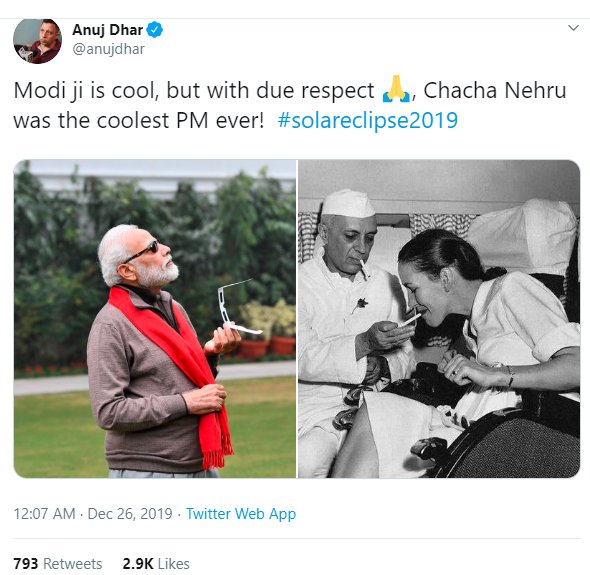 Anuj Dhar
@anujdhar
Modi ji is cool, but with due respect 🙏, Chacha Nehru
was the coolest PM ever! #solareclipse2019
12:07 AM · Dec 26, 2019 · Twitter Web App
793 Retweets 2.9K Likes